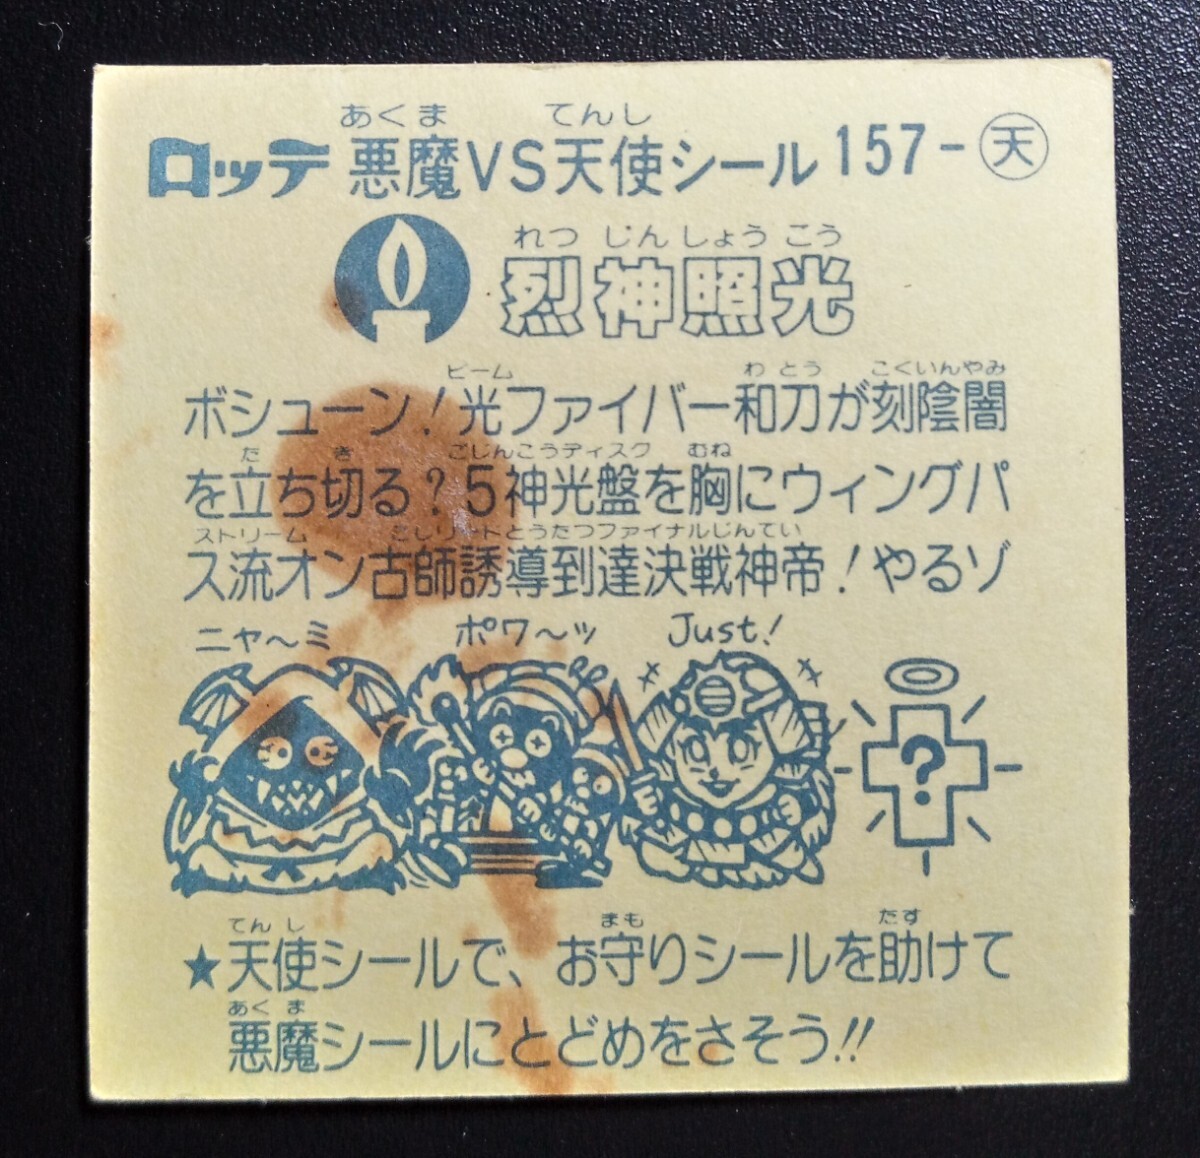 あくま てんし
ロッテ 悪魔VS天使シール 157-天
れつ じん しょう こう
烈神照光
ビーム わ とう こくいんやみ
ボシューン!光ファイバー和刀が刻陰闇
た き ごじんこうディスク むね
を立ち切る?5神光盤を胸にウィングパ
ストリーム こしリートとうたつファイナルじんてい
ス流オン古師誘導到達決戦神帝!やるゾ
ニャ〜ミ ポワ〜ッ Just!
?
てんし まも たす
★天使シールで、お守りシールを助けて
あくま
悪魔シールにとどめをさそう!!